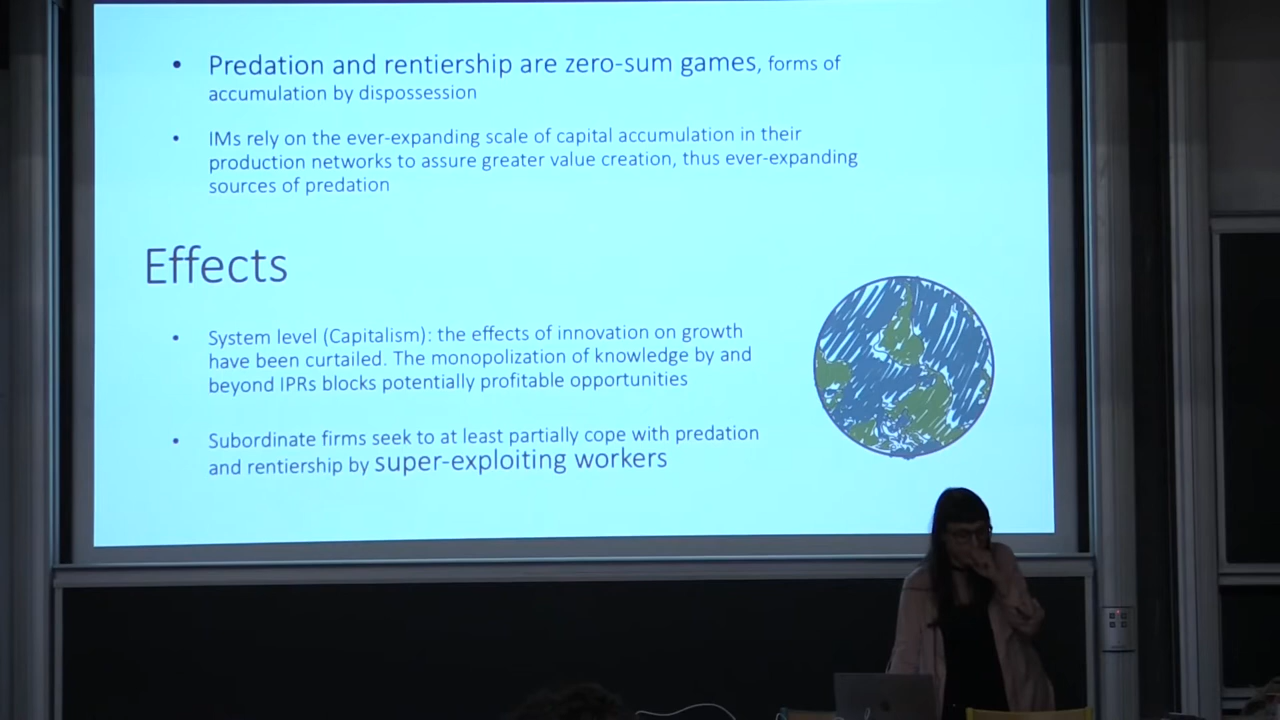 Predation and rentiership are zero-sum games, forms of
accumulation by dispossession
IMs rely on the ever-expanding scale of capital accumulation in their
production networks to assure greater value creation, thus ever-expanding
sources of predation
Effects
System level (Capitalism): the effects of innovation on growth
have been curtailed. The monopolization of knowledge by and
beyond IPRs blocks potentially profitable opportunities
Subordinate firms seek to at least partially cope with predation
and rentiership by super-exploiting workers